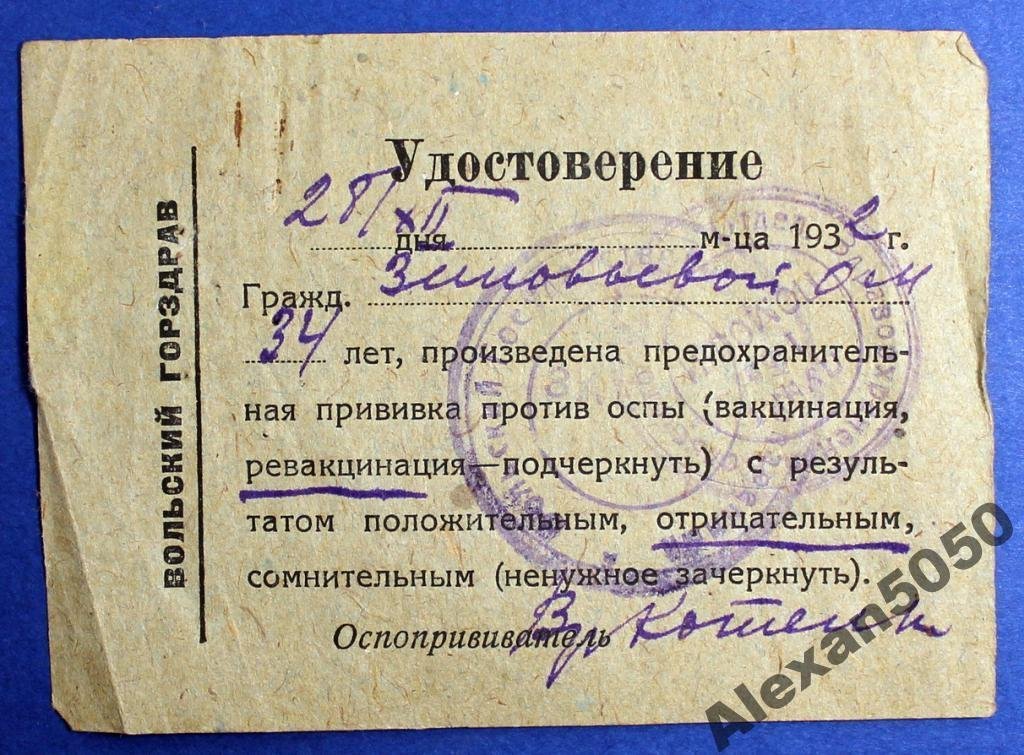 ВОЛЬСКИЙ ГОРЗДРАВ
Удостоверение
28/XII дня м-ца 1932 г.
Гражд. Зиновьевой О М
34 лет, произведена предохранитель-
ная прививка против оспы (вакцинация,
ревакцинация—подчеркнуть) с резуль-
татом положительным, отрицательным,
сомнительным (ненужное зачеркнуть).
Оспопрививатель
Alexan5050